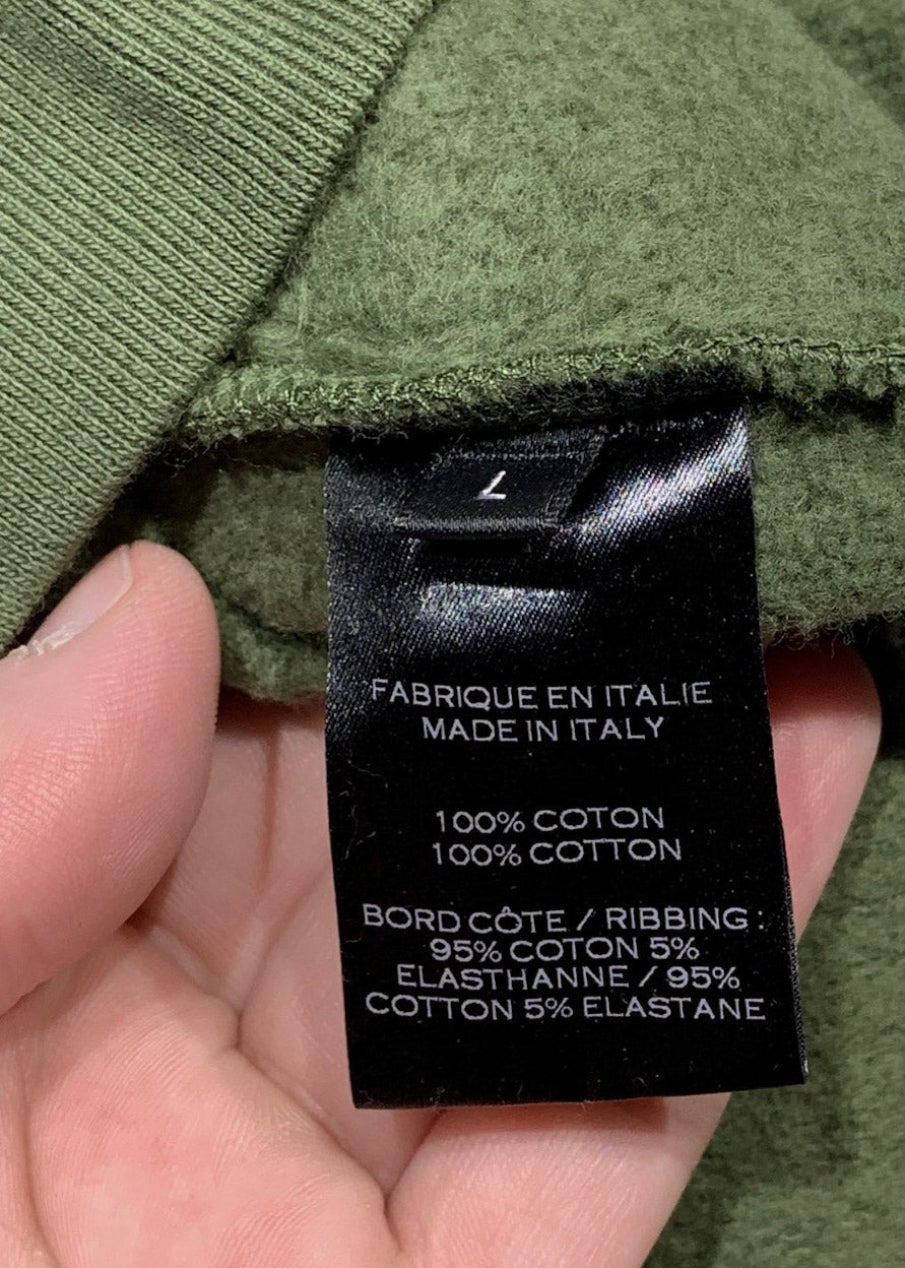 FABRIQUE EN ITALIE
MADE IN ITALY
100% COTON
100% COTTON
BORD CÔTE / RIBBING :
95% COTON 5%
ELASTHANNE / 95%
COTTON 5% ELASTANE